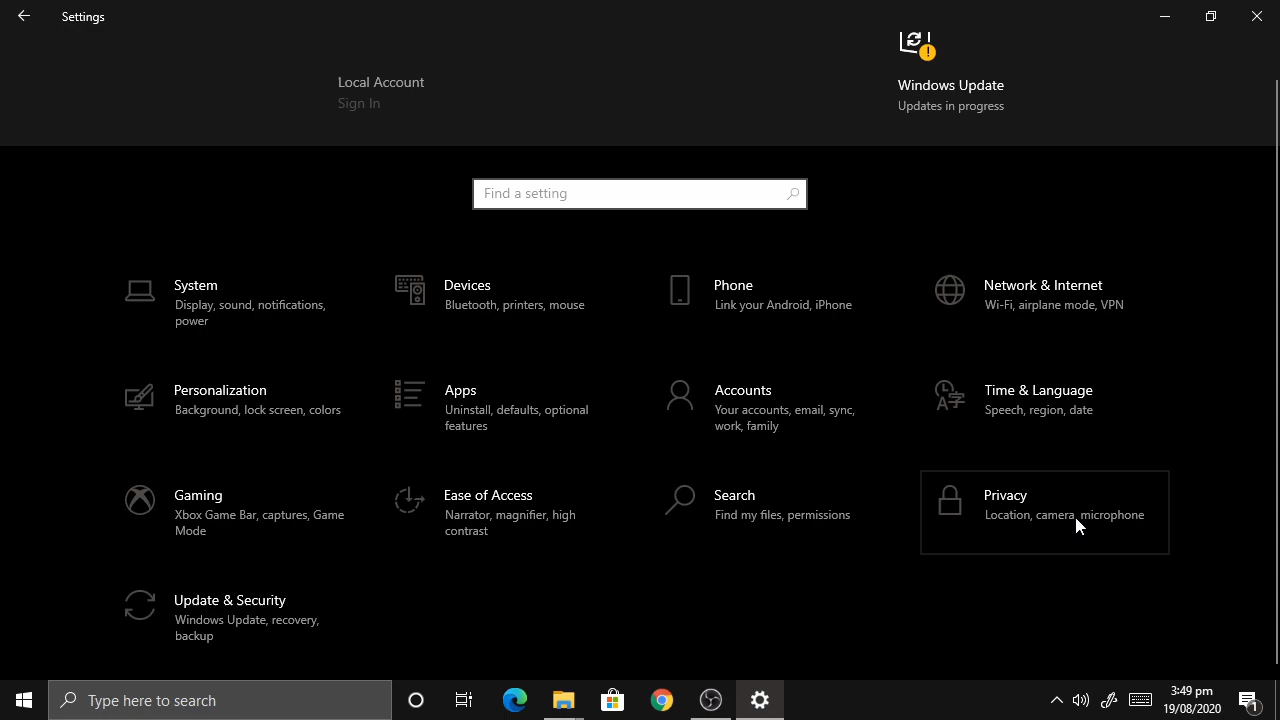 Settings
Local Account
Sign In
Windows Update
Updates in progress
Find a setting
System
Display, sound, notifications,
power
Devices
Bluetooth, printers, mouse
Phone
Link your Android, iPhone
Network & Internet
Wi-Fi, airplane mode, VPN
Personalization
Background, lock screen, colors
Apps
Uninstall, defaults, optional
features
Accounts
Your accounts, email, sync,
work, family
Time & Language
Speech, region, date
Gaming
Xbox Game Bar, captures, Game
Mode
Ease of Access
Narrator, magnifier, high
contrast
Search
Find my files, permissions
Privacy
Location, camera, microphone
Update & Security
Windows Update, recovery,
backup
Type here to search
3:49 pm
19/08/2020
1